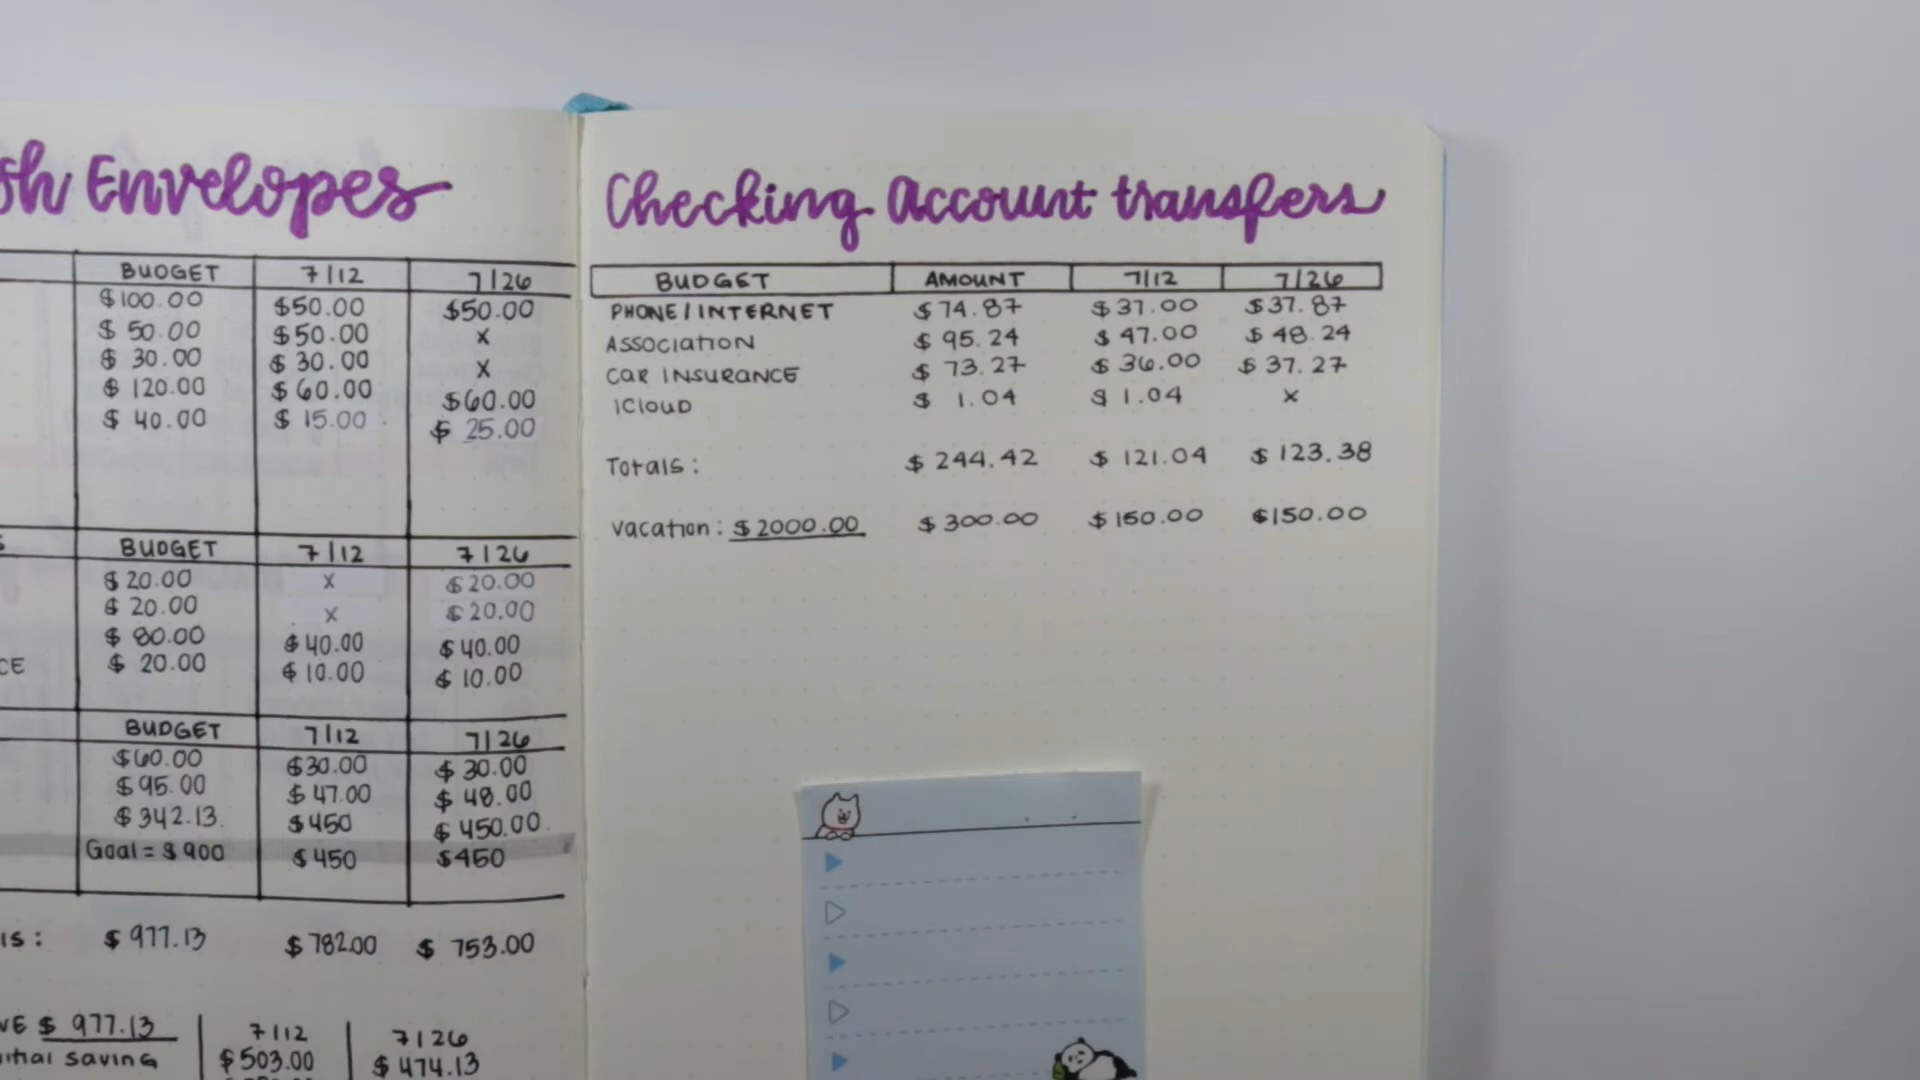 Envelopes
BUDGET 7/12 7/26
$100.00 $50.00 $50.00
$50.00 $50.00 x
$30.00 $30.00 x
$120.00 $60.00 $60.00
$40.00 $15.00 $25.00
BUDGET 7/12 7/26
$20.00 x $20.00
$20.00 x $20.00
$80.00 $40.00 $40.00
CE $20.00 $10.00 $10.00
BUDGET 7/12 7/26
$60.00 $30.00 $30.00
$95.00 $47.00 $48.00
$342.13 $450 $450.00
Goal = $900 $450 $450
$977.13 $782.00 $753.00
$977.13 7/12 7/26
saving $503.00 $474.13
Checking Account transfers
BUDGET AMOUNT 7/12 7/26
PHONE/INTERNET $74.87 $37.00 $37.87
ASSOCIATION $95.24 $47.00 $48.24
CAR INSURANCE $73.27 $36.00 $37.27
ICLOUD $1.04 $1.04 x
Totals: $244.42 $121.04 $123.38
Vacation: $2000.00 $300.00 $150.00 $150.00